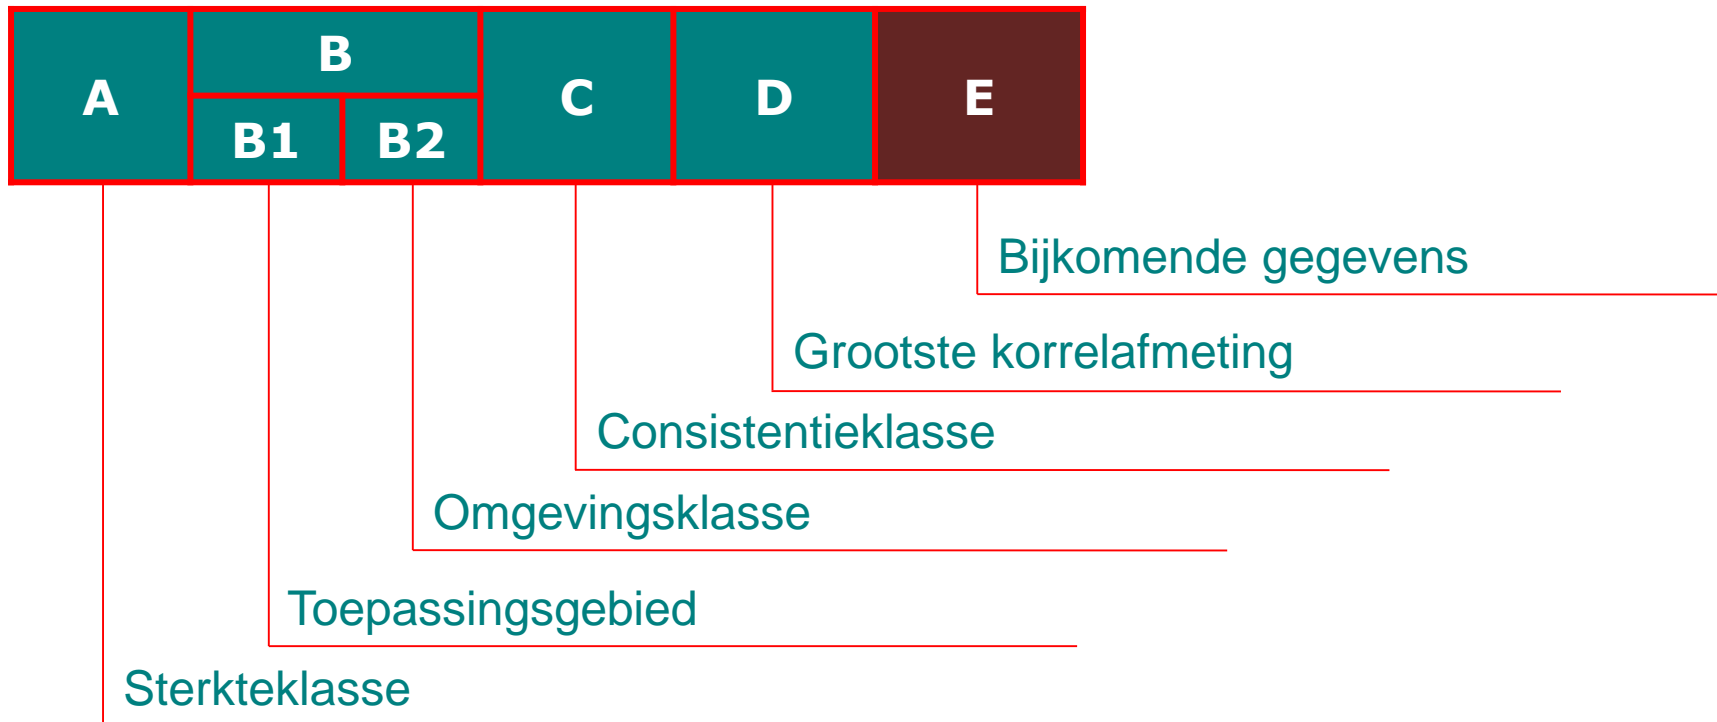 A
B
B1
B2
C
D
E
Bijkomende gegevens
Grootste korrelafmeting
Consistentieklasse
Omgevingsklasse
Toepassingsgebied
Sterkteklasse